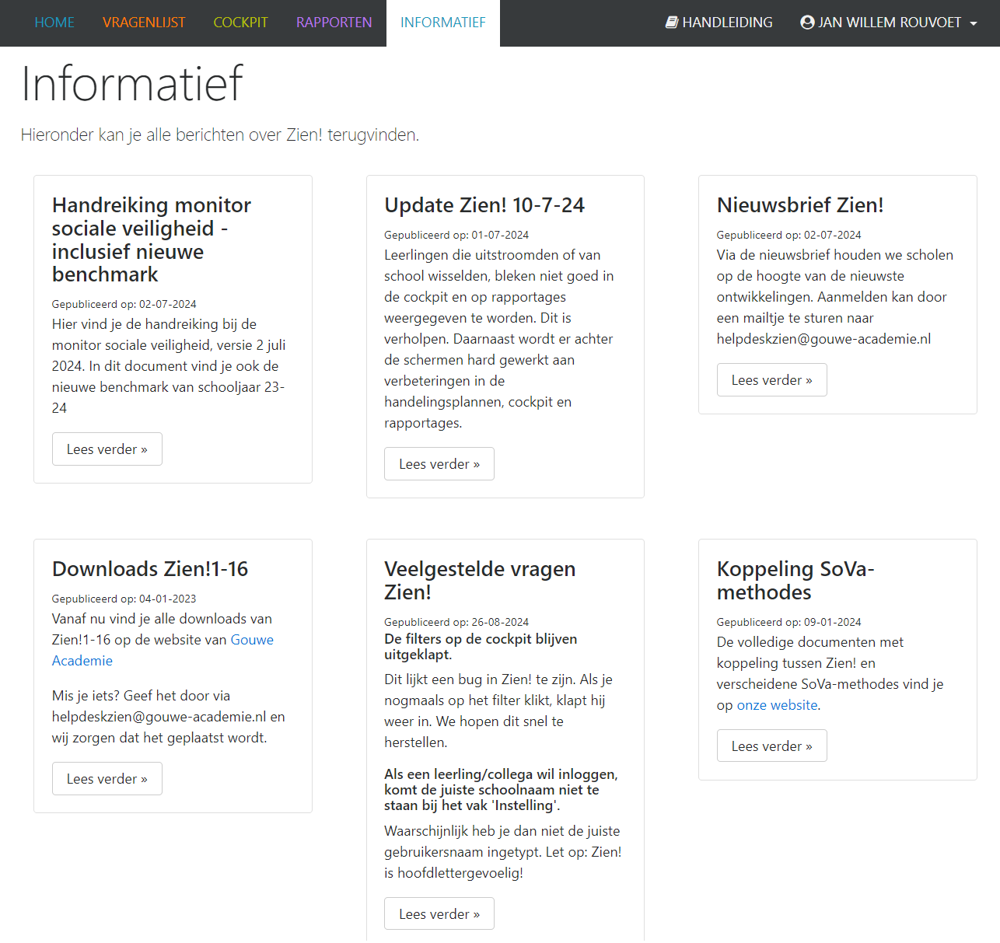 HOME VRAGENLIJST COCKPIT RAPPORTEN INFORMATIEF HANDLEIDING JAN WILLEM ROUVOET
Informatief
Hieronder kan je alle berichten over Zien! terugvinden.
Handreiking monitor
sociale veiligheid -
inclusief nieuwe
benchmark
Gepubliceerd op: 02-07-2024
Hier vind je de handreiking bij de
monitor sociale veiligheid, versie 2 juli
2024. In dit document vind je ook de
nieuwe benchmark van schooljaar 23-
24
Lees verder »
Update Zien! 10-7-24
Gepubliceerd op: 01-07-2024
Leerlingen die uitstroomden of van
school wisselden, bleken niet goed in
de cockpit en op rapportages
weergegeven te worden. Dit is
verholpen. Daarnaast wordt er achter
de schermen hard gewerkt aan
verbeteringen in de
handelingsplannen, cockpit en
rapportages.
Lees verder »
Nieuwsbrief Zien!
Gepubliceerd op: 02-07-2024
Via de nieuwsbrief houden we scholen
op de hoogte van de nieuwste
ontwikkelingen. Aanmelden kan door
een mailtje te sturen naar
helpdeskzien@gouwe-academie.nl
Lees verder »
Downloads Zien!1-16
Gepubliceerd op: 04-01-2023
Vanaf nu vind je alle downloads van
Zien!1-16 op de website van Gouwe
Academie
Mis je iets? Geef het door via
helpdeskzien@gouwe-academie.nl en
wij zorgen dat het geplaatst wordt.
Lees verder »
Veelgestelde vragen
Zien!
Gepubliceerd op: 26-08-2024
De filters op de cockpit blijven
uitgeklapt.
Dit lijkt een bug in Zien! te zijn. Als je
nogmaals op het filter klikt, klapt hij
weer in. We hopen dit snel te
herstellen.
Als een leerling/collega wil inloggen,
komt de juiste schoolnaam niet te
staan bij het vak 'Instelling'.
Waarschijnlijk heb je dan niet de juiste
gebruikersnaam ingetypt. Let op: Zien!
is hoofdlettergevoelig!
Lees verder »
Koppeling SoVa-
methodes
Gepubliceerd op: 09-01-2024
De volledige documenten met
koppeling tussen Zien! en
verscheidene SoVa-methodes vind je
op onze website.
Lees verder »